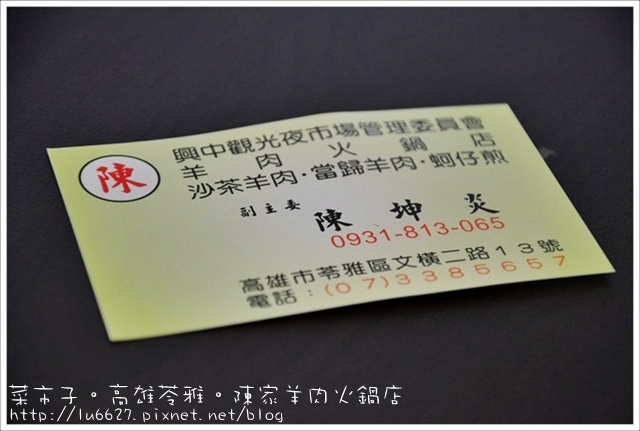 陳
興中觀光夜市場管理委員會
羊肉火鍋店
沙茶羊肉·當歸羊肉·蚵仔煎
副主委 陳坤炎
0931-813-065
高雄市苓雅區文橫二路13號
電話：(07)3385657
菜市子。高雄苓雅。陳家羊肉火鍋店
http://lu6627.pixnet.net/blog